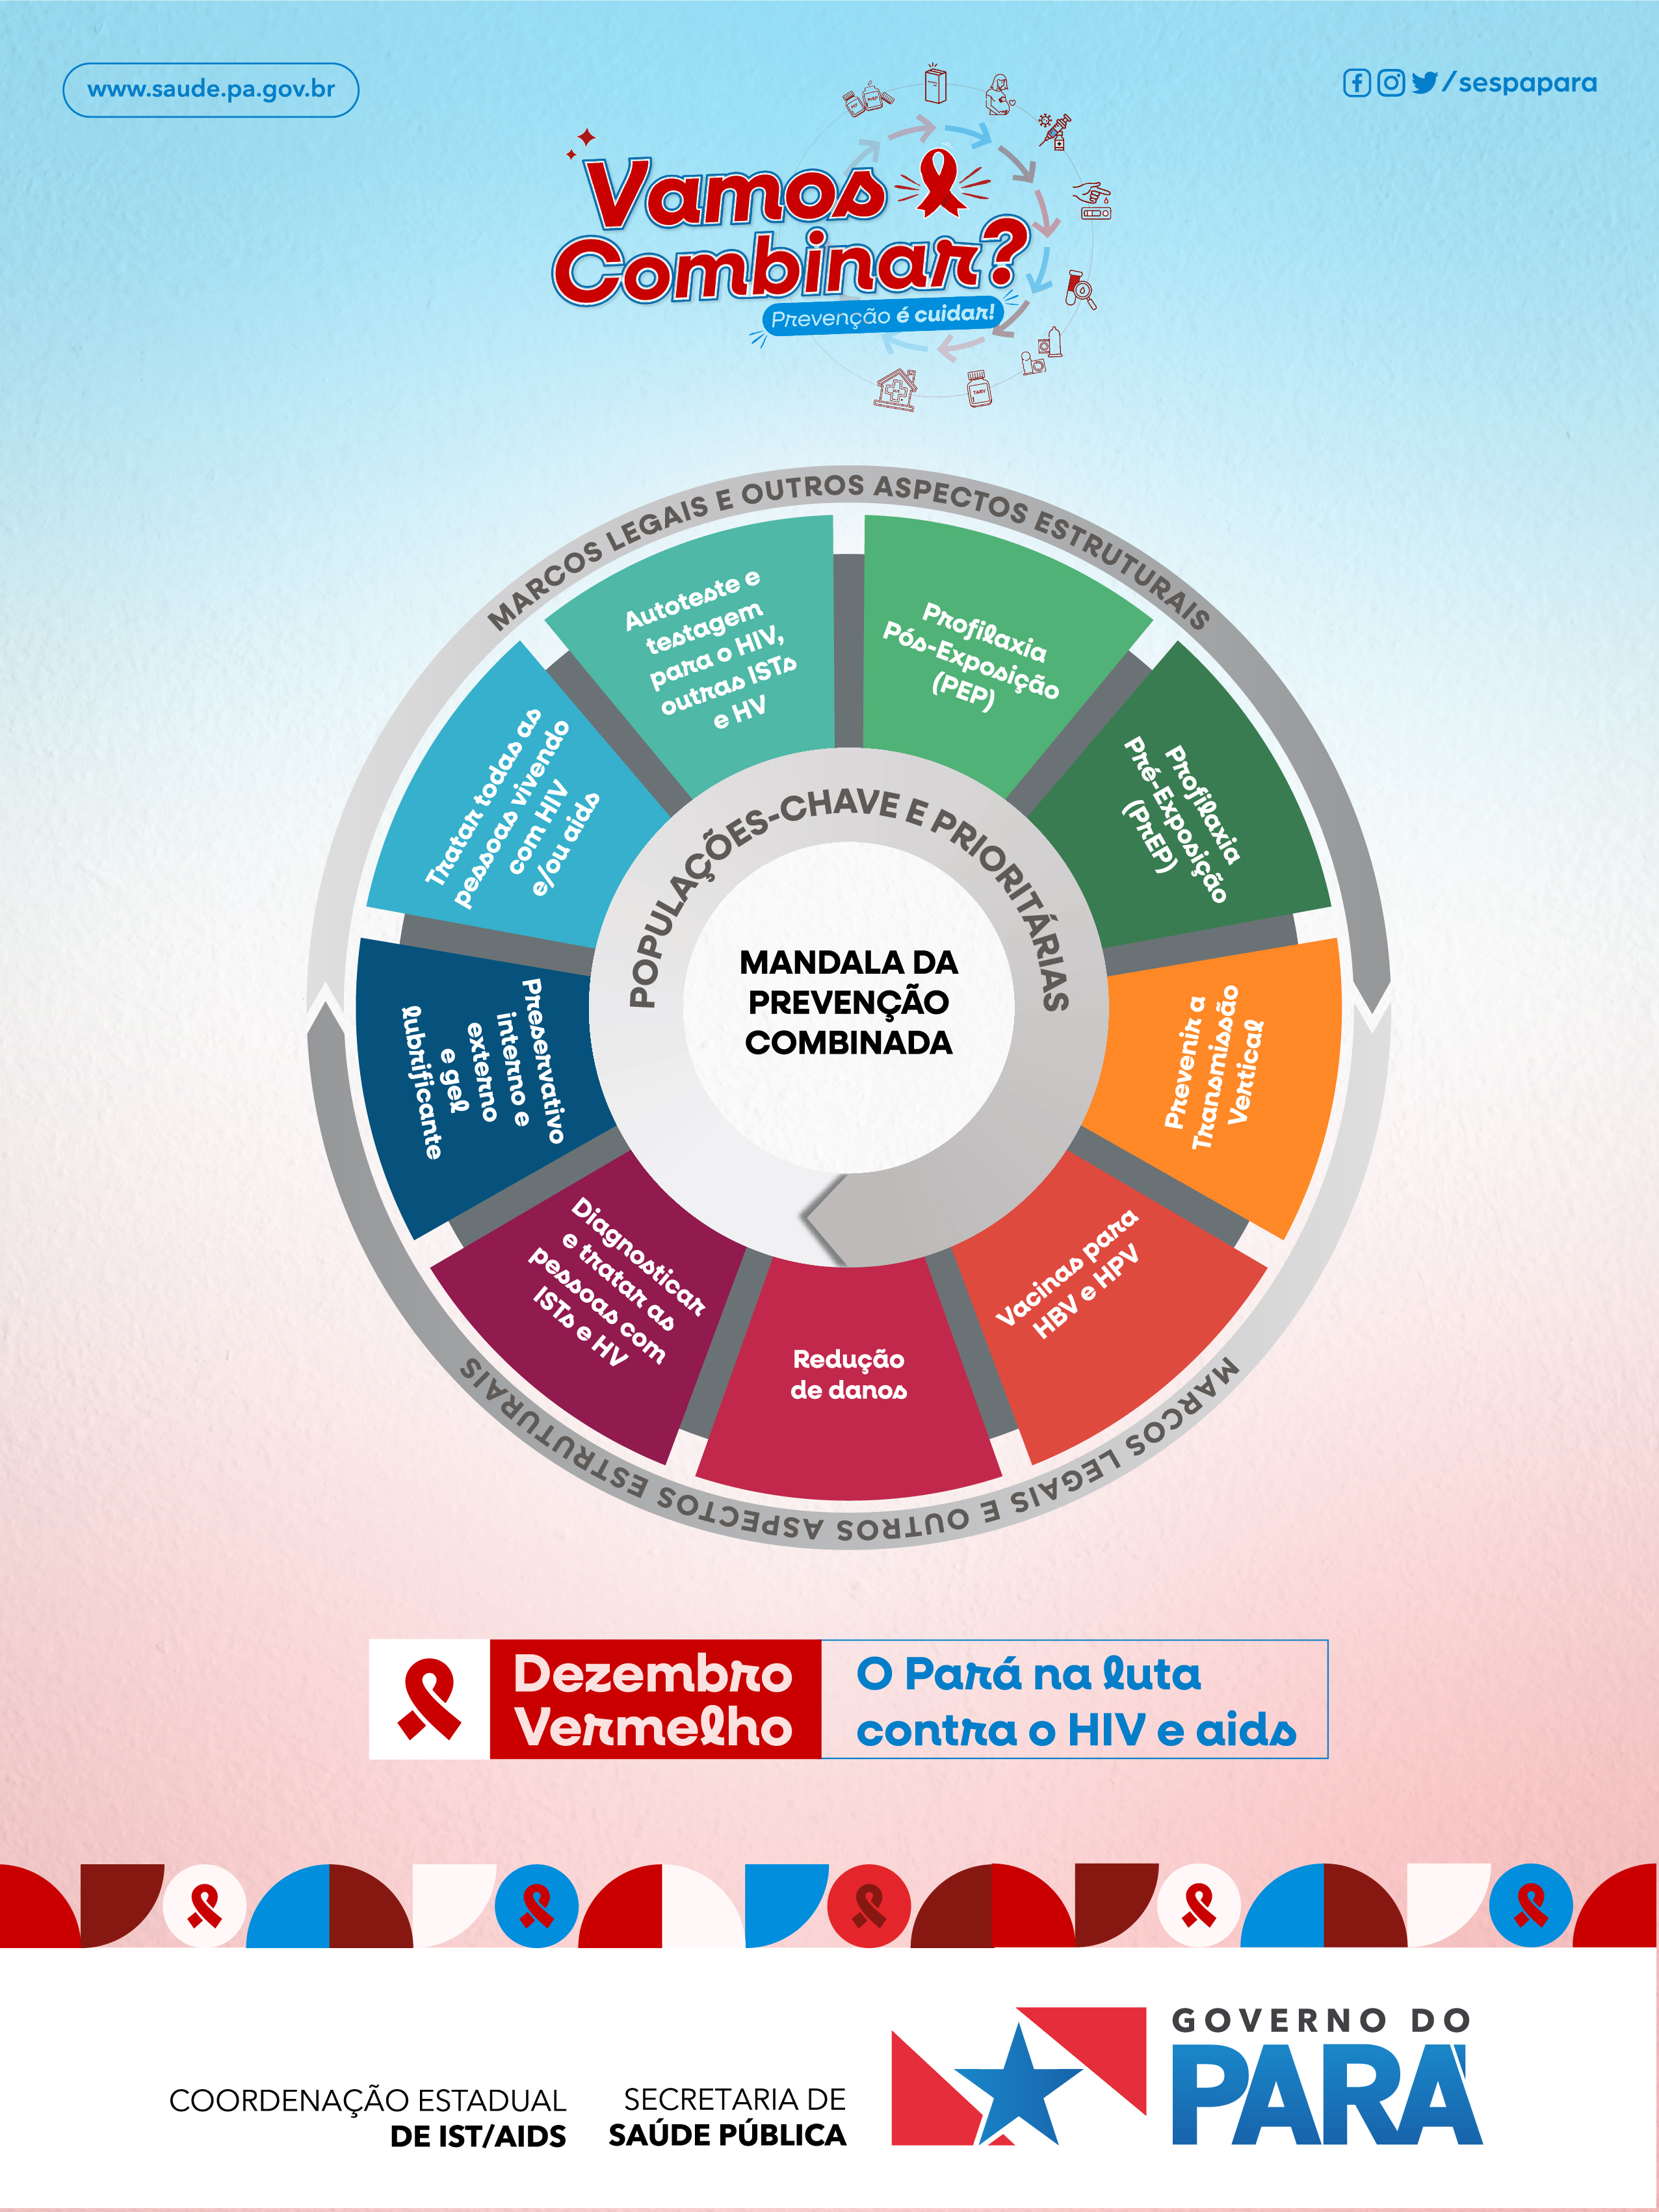 www.saude.pa.gov.br
/sespapara
PEP
PrEP
Vamos
Combinar?
Prevenção é cuidar!
TARV
MARCOS LEGAIS E OUTROS ASPECTOS ESTRUTURAIS
Autoteste e
testagem
para o HIV,
outras ISTs
e HV
Profilaxia
Pós-Exposição
(PEP)
Profilaxia
Pré-Exposição
(PrEP)
Prevenir a
Transmissão
Vertical
Vacinas para
HBV e HPV
Redução
de danos
Diagnosticar
e tratar as
pessoas com
ISTs e HV
Preservativo
interno e
externo
e gel
lubrificante
Tratar todas as
pessoas vivendo
com HIV
e/ou aids
POPULAÇÕES-CHAVE E PRIORITÁRIAS
MANDALA DA
PREVENÇÃO
COMBINADA
MARCOS LEGAIS E OUTROS ASPECTOS ESTRUTURAIS
Dezembro
Vermelho
O Pará na luta
contra o HIV e aids
COORDENAÇÃO ESTADUAL
DE IST/AIDS
SECRETARIA DE
SAÚDE PÚBLICA
GOVERNO DO
PARÁ